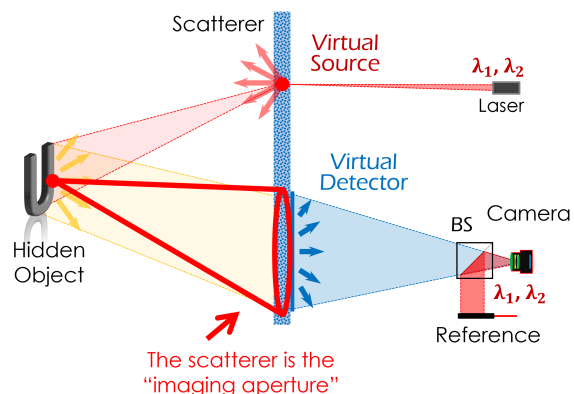 Scatterer
Virtual
Source
λ₁, λ₂
Laser
Virtual
Detector
BS
Camera
Hidden
Object
λ₁, λ₂
Reference
The scatterer is the
“imaging aperture”